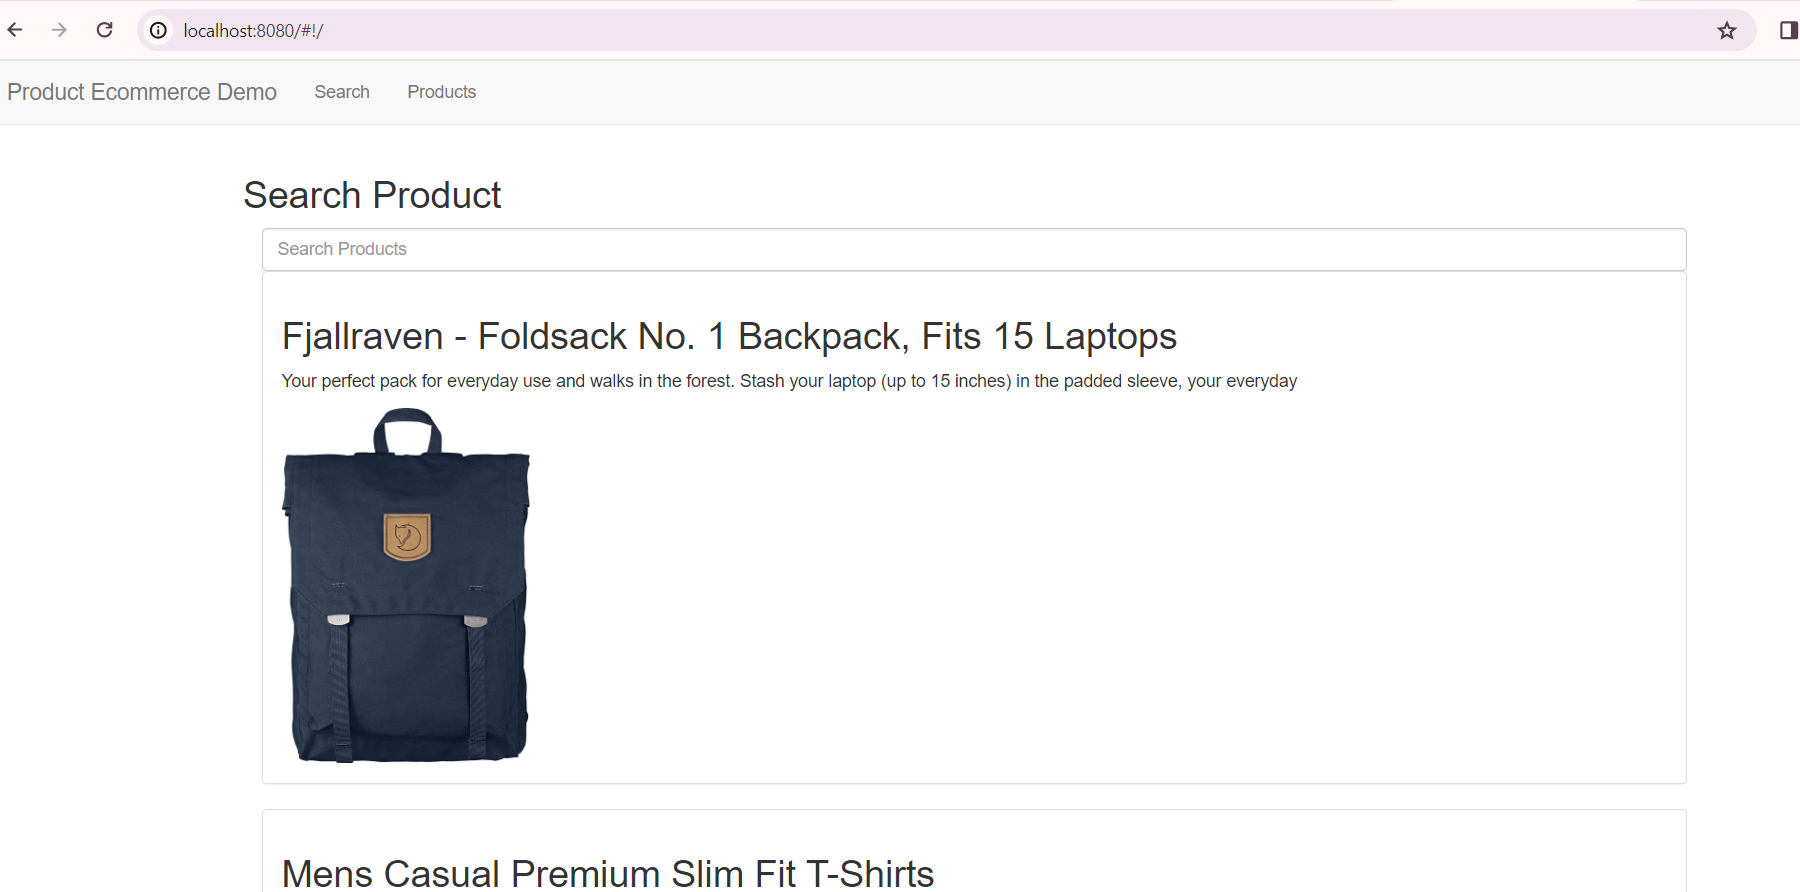 localhost:8080/#!/
Product Ecommerce Demo Search Products
Search Product
Search Products
Fjallraven - Foldsack No. 1 Backpack, Fits 15 Laptops
Your perfect pack for everyday use and walks in the forest. Stash your laptop (up to 15 inches) in the padded sleeve, your everyday
Mens Casual Premium Slim Fit T-Shirts